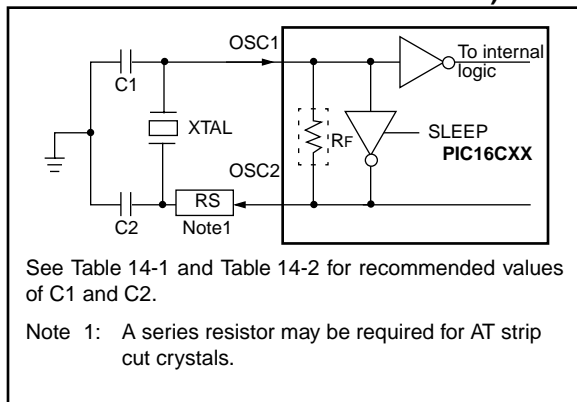 OSC1
To internal
logic
C1
XTAL
RF
SLEEP
PIC16CXX
OSC2
RS
C2
Note1
See Table 14-1 and Table 14-2 for recommended values
of C1 and C2.
Note 1: A series resistor may be required for AT strip
cut crystals.